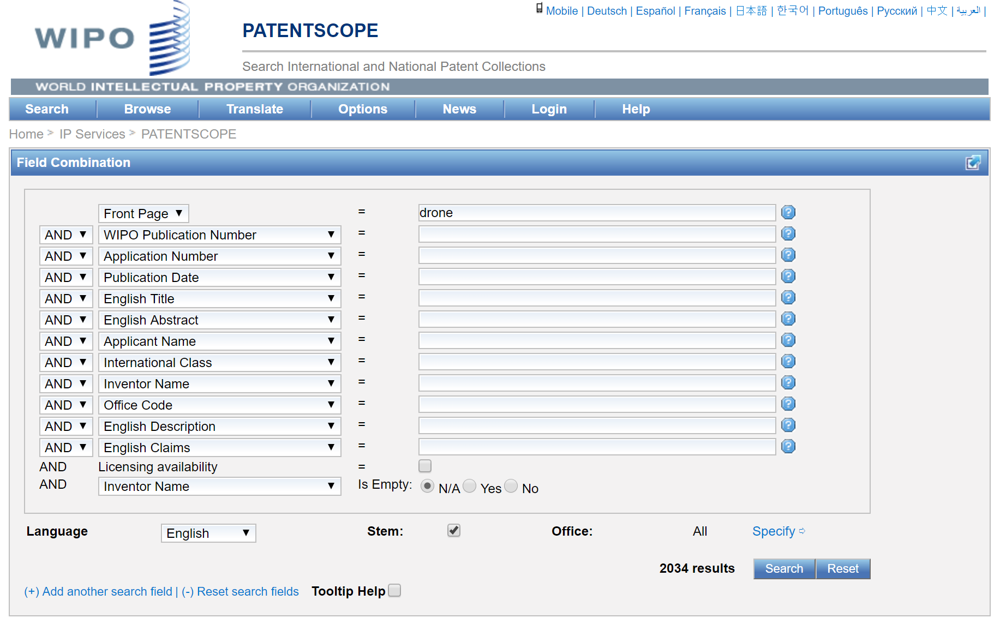 Mobile | Deutsch | Español | Français | 日本語 | 한국어 | Português | Русский | 中文 | العربية |
WIPO
PATENTSCOPE
Search International and National Patent Collections
WORLD INTELLECTUAL PROPERTY ORGANIZATION
Search Browse Translate Options News Login Help
Home > IP Services > PATENTSCOPE
Field Combination
Front Page ▼ = drone ?
AND ▼ WIPO Publication Number ▼ = ?
AND ▼ Application Number ▼ = ?
AND ▼ Publication Date ▼ = ?
AND ▼ English Title ▼ = ?
AND ▼ English Abstract ▼ = ?
AND ▼ Applicant Name ▼ = ?
AND ▼ International Class ▼ = ?
AND ▼ Inventor Name ▼ = ?
AND ▼ Office Code ▼ = ?
AND ▼ English Description ▼ = ?
AND ▼ English Claims ▼ = ?
AND Licensing availability =
AND Inventor Name ▼ Is Empty: N/A Yes No
Language English ▼ Stem: Office: All Specify ⇨
2034 results Search Reset
(+) Add another search field | (-) Reset search fields Tooltip Help